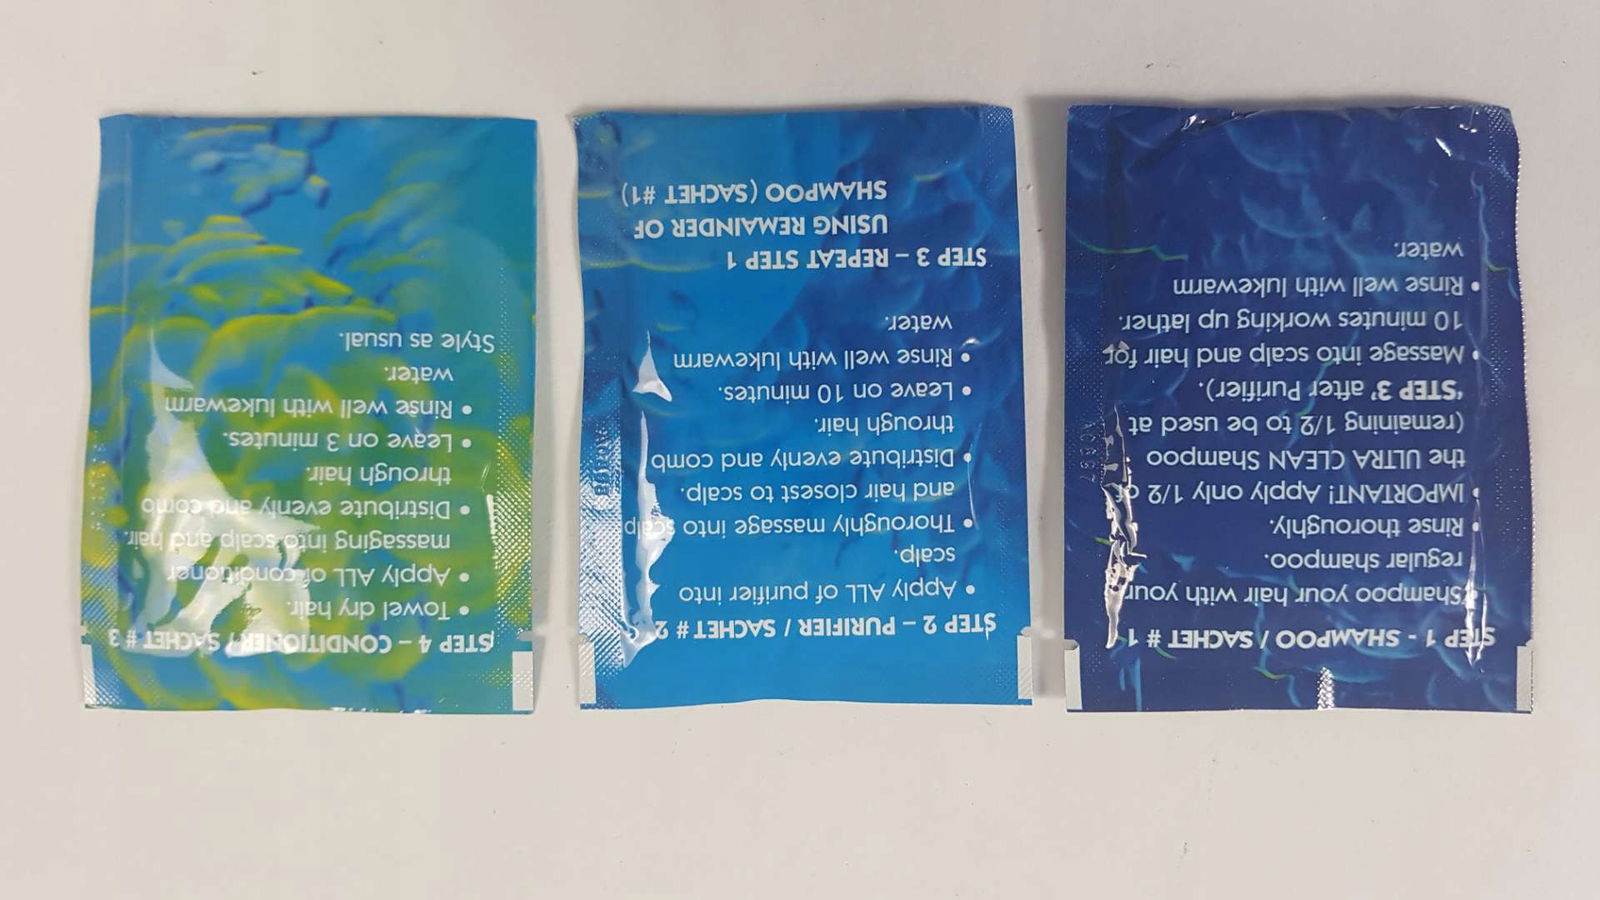 STEP 1 - SHAMPOO / SACHET # 1
• Shampoo your hair with your
regular shampoo.
• Rinse thoroughly.
• IMPORTANT! Apply only 1/2 of
the ULTRA CLEAN Shampoo
(remaining 1/2 to be used at
'STEP 3' after Purifier).
• Massage into scalp and hair for
10 minutes working up lather.
• Rinse well with lukewarm
water.
STEP 2 – PURIFIER / SACHET # 2
• Apply ALL of purifier into
scalp.
• Thoroughly massage into scalp
and hair closest to scalp.
• Distribute evenly and comb
through hair.
• Leave on 10 minutes.
• Rinse well with lukewarm
water.
STEP 3 – REPEAT STEP 1
USING REMAINDER OF
SHAMPOO (SACHET #1)
STEP 4 – CONDITIONER / SACHET # 3
• Towel dry hair.
• Apply ALL of conditioner
massaging into scalp and hair.
• Distribute evenly and comb
through hair.
• Leave on 3 minutes.
• Rinse well with lukewarm
water.
Style as usual.